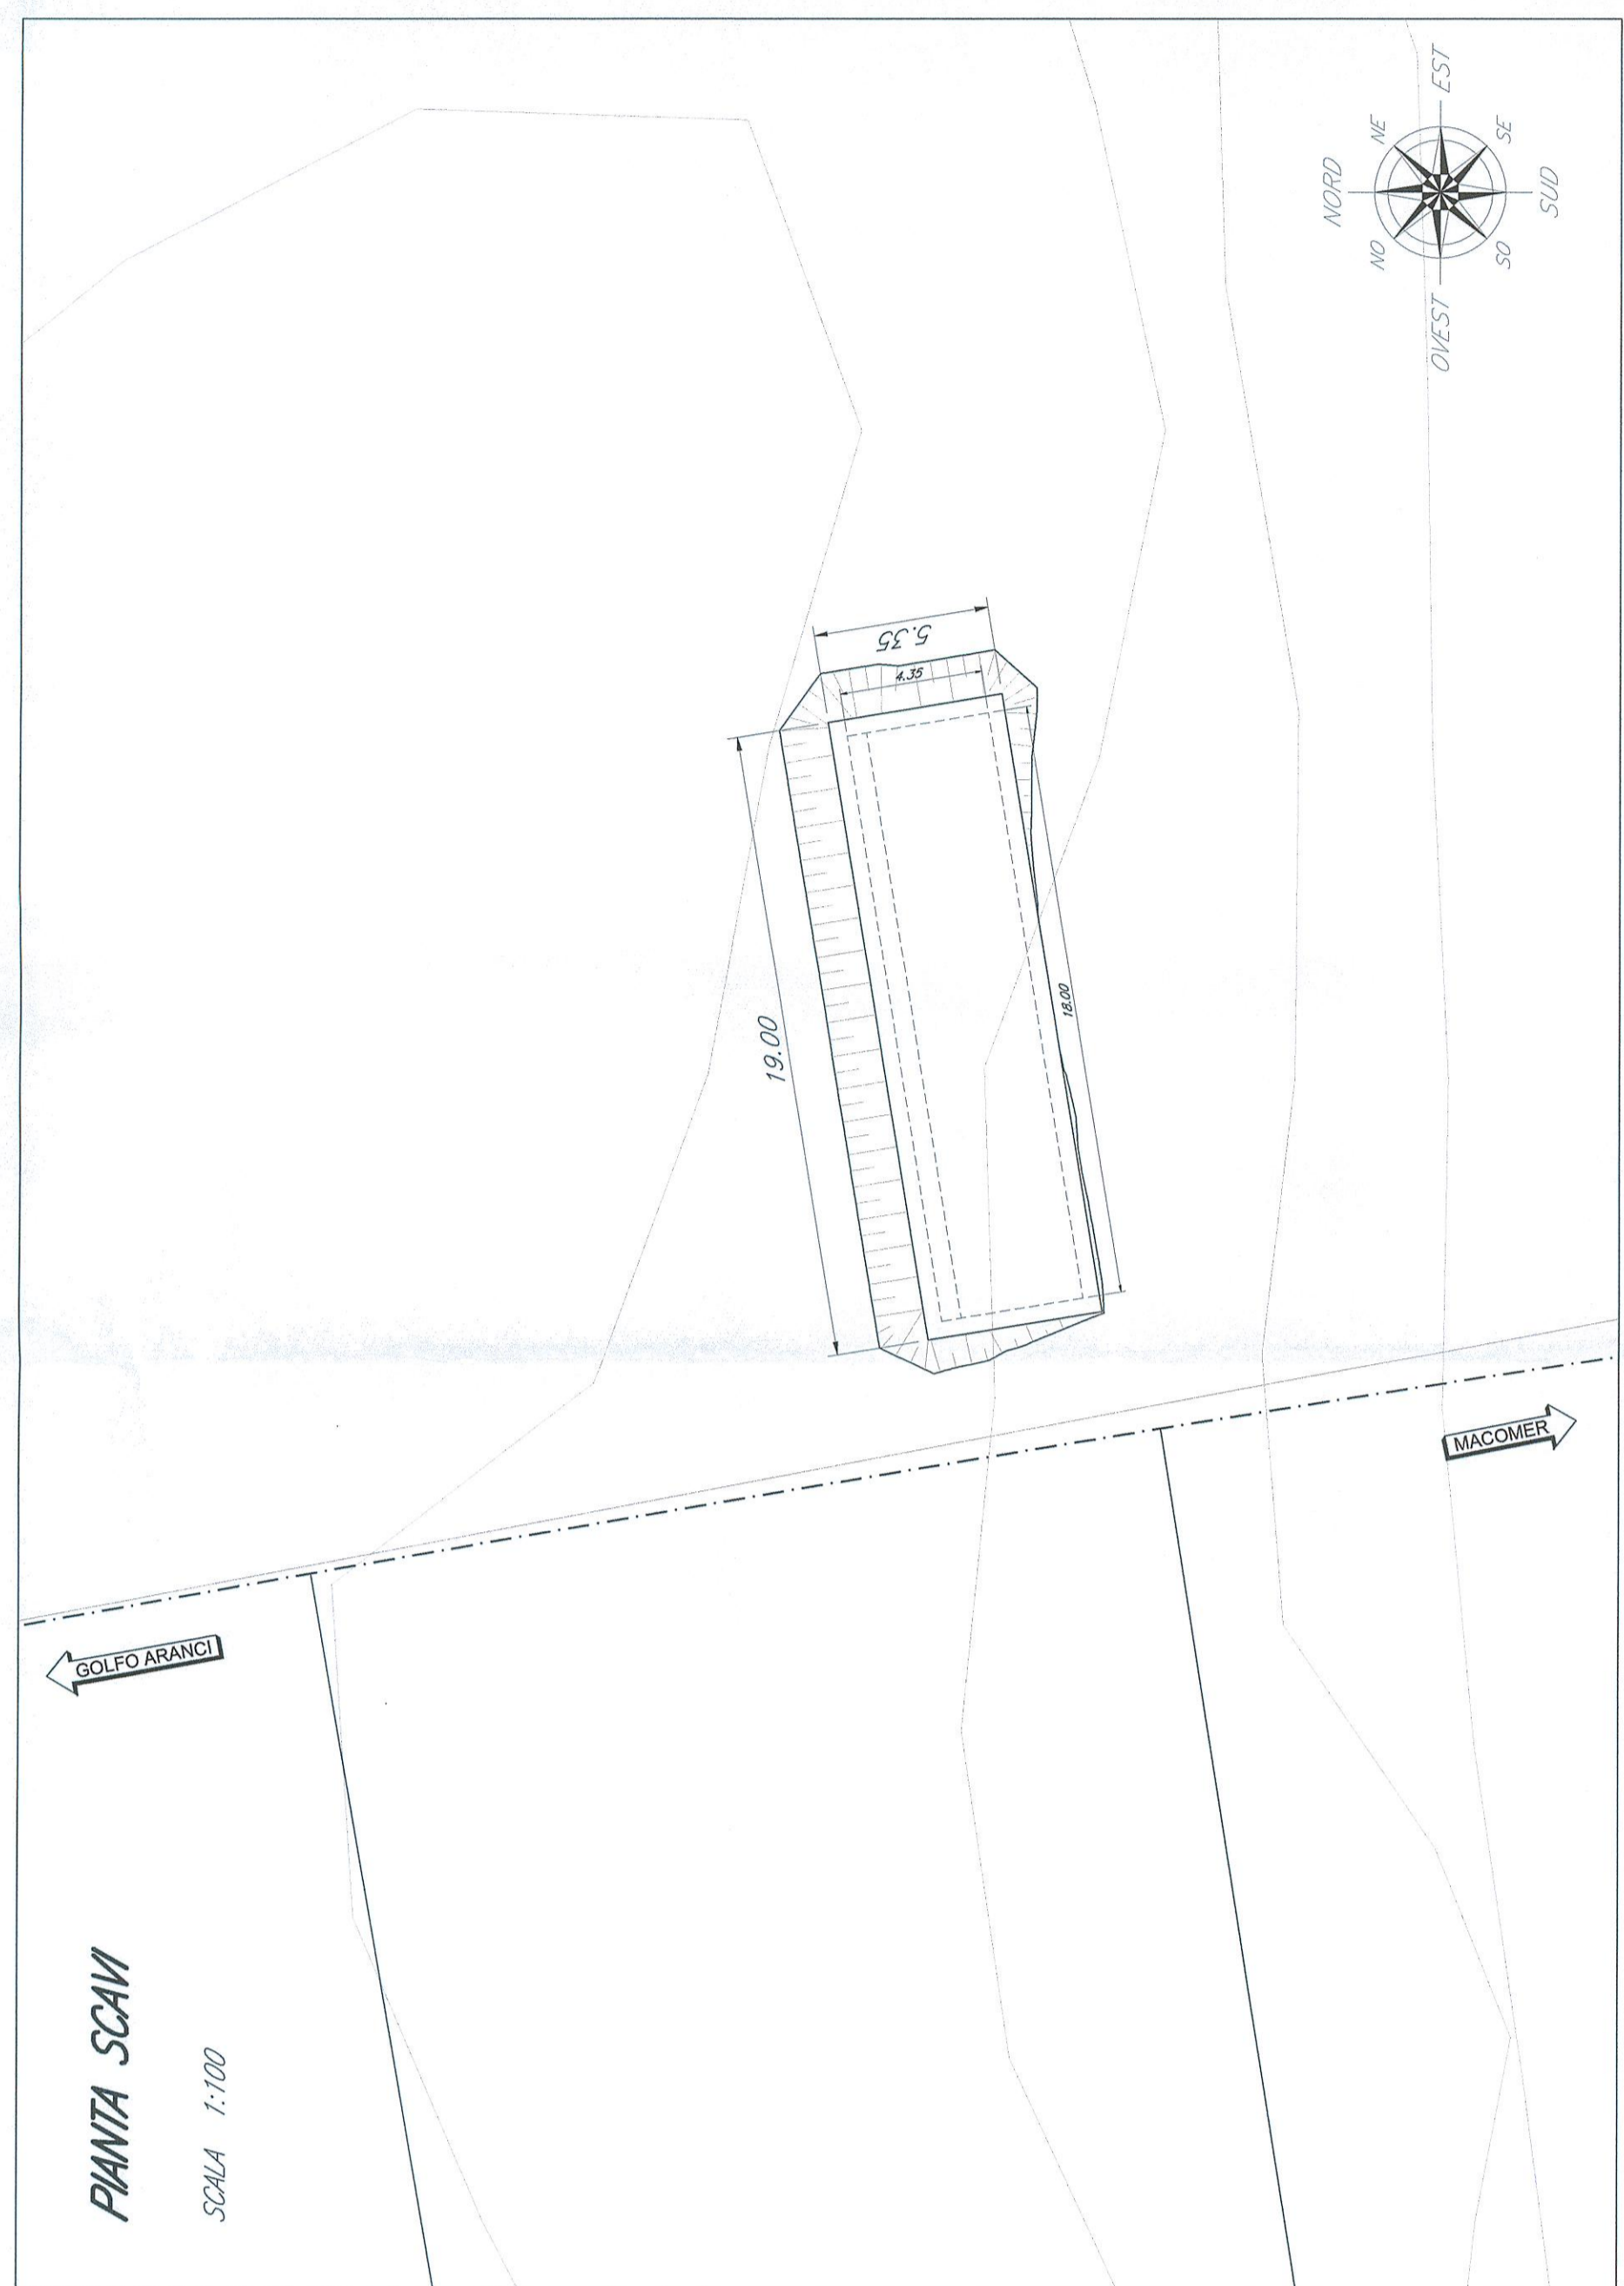 PIANTA SCAVI
SCALA 1:100
GOLFO ARANCI
MACOMER
19.00
5.35
4.35
18.00
NORD
NE
EST
SE
SUD
SO
OVEST
NO